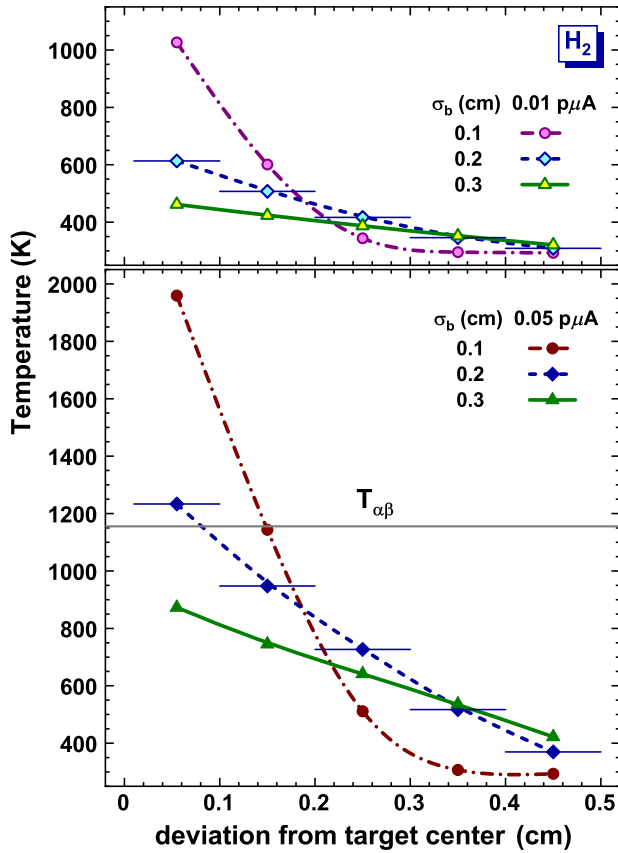 H2
1000
800
600
400
σb (cm) 0.01 pμA
0.1
0.2
0.3
Temperature (K)
2000
1800
1600
1400
1200
1000
800
600
400
σb (cm) 0.05 pμA
0.1
0.2
0.3
Tαβ
0 0.1 0.2 0.3 0.4 0.5
deviation from target center (cm)